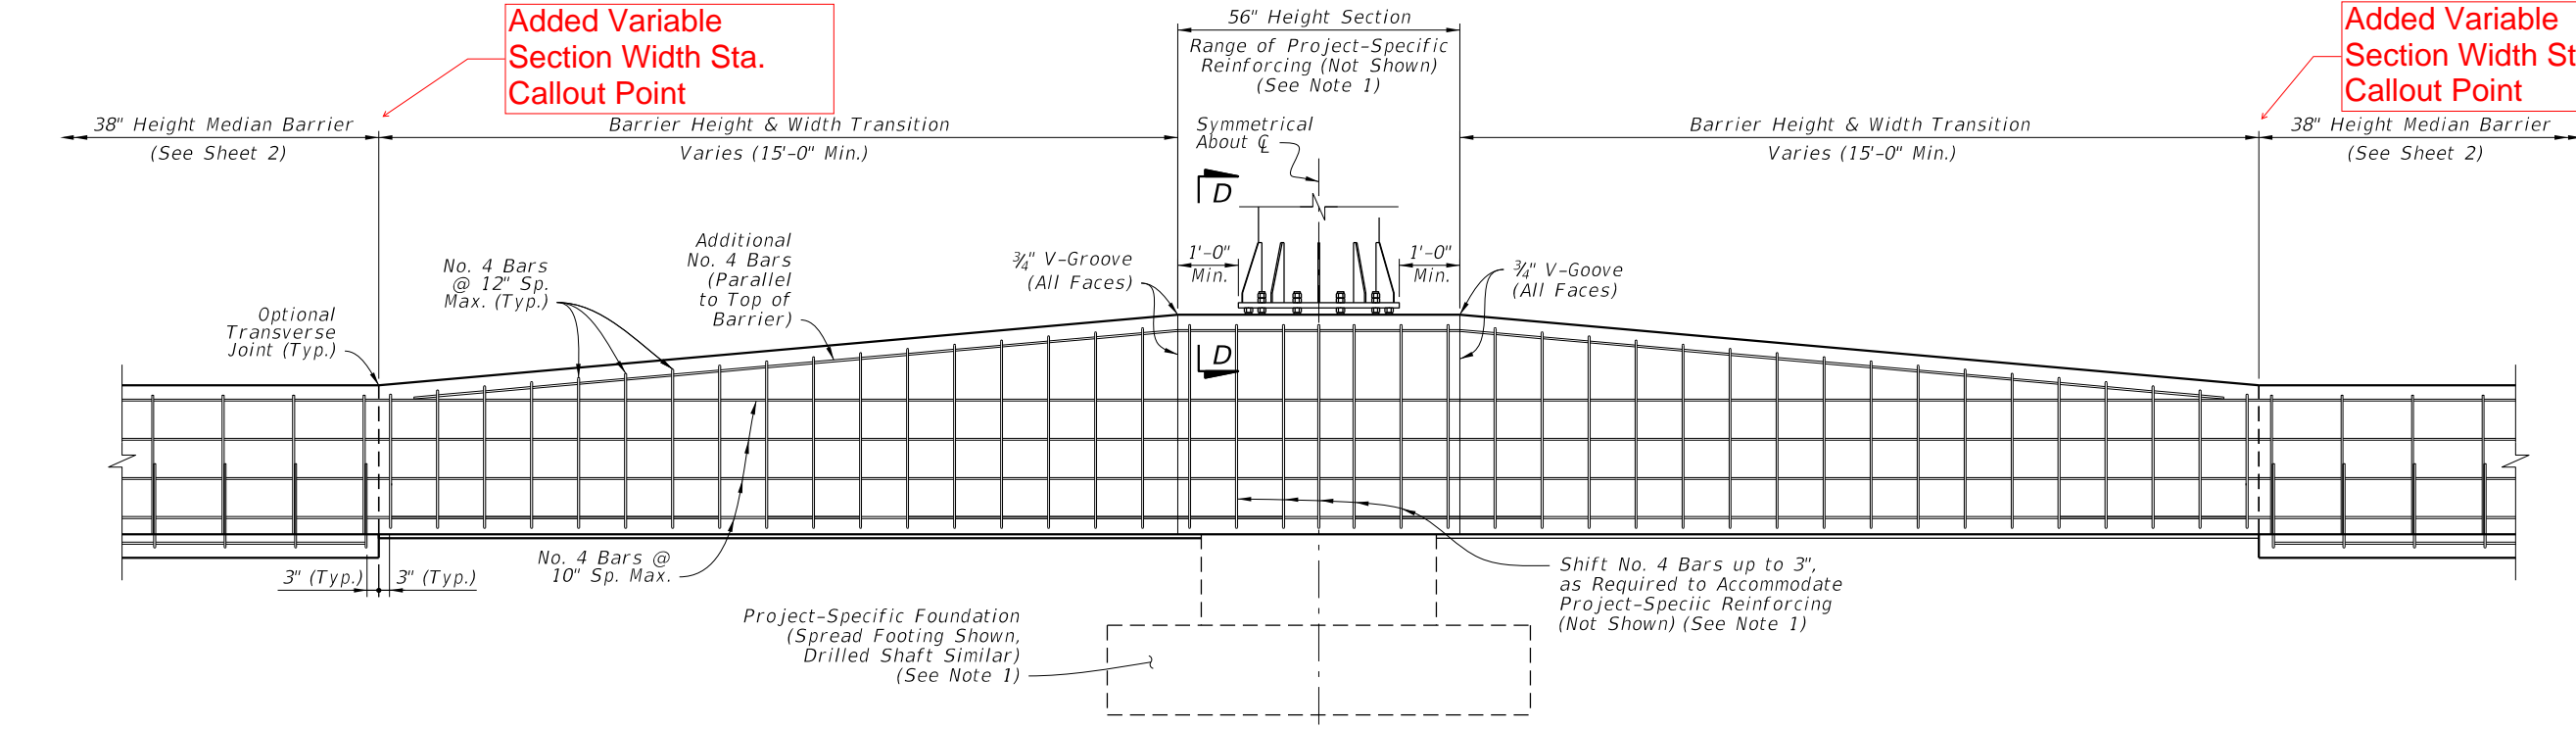 Added Variable
Section Width Sta.
Callout Point
56" Height Section
Range of Project-Specific
Reinforcing (Not Shown)
(See Note 1)
Added Variable
Section Width St
Callout Point
38" Height Median Barrier
(See Sheet 2)
Barrier Height & Width Transition
Varies (15'-0" Min.)
Symmetrical
About ℄
Barrier Height & Width Transition
Varies (15'-0" Min.)
38" Height Median Barrier
(See Sheet 2)
D
Additional
No. 4 Bars
(Parallel
to Top of
Barrier)
No. 4 Bars
@ 12" Sp.
Max. (Typ.)
¾" V-Groove
(All Faces)
1'-0"
Min.
1'-0"
Min.
¾" V-Goove
(All Faces)
Optional
Transverse
Joint (Typ.)
D
No. 4 Bars @
10" Sp. Max.
3" (Typ.)
3" (Typ.)
Shift No. 4 Bars up to 3",
as Required to Accommodate
Project-Speciic Reinforcing
(Not Shown) (See Note 1)
Project-Specific Foundation
(Spread Footing Shown,
Drilled Shaft Similar)
(See Note 1)